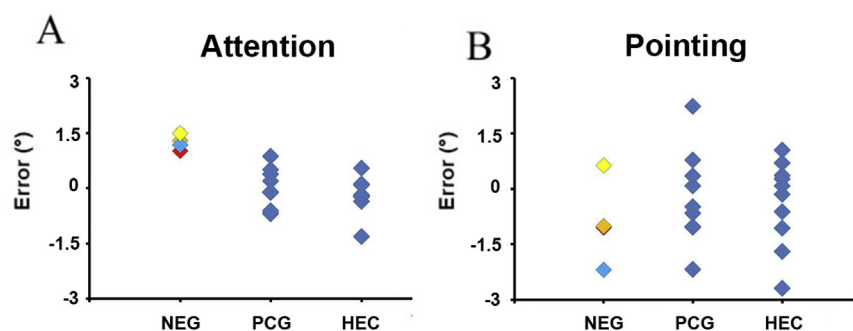 A
Attention
3
1.5
0
-1.5
-3
Error (°)
NEG PCG HEC
B
Pointing
3
1.5
0
-1.5
-3
Error (°)
NEG PCG HEC